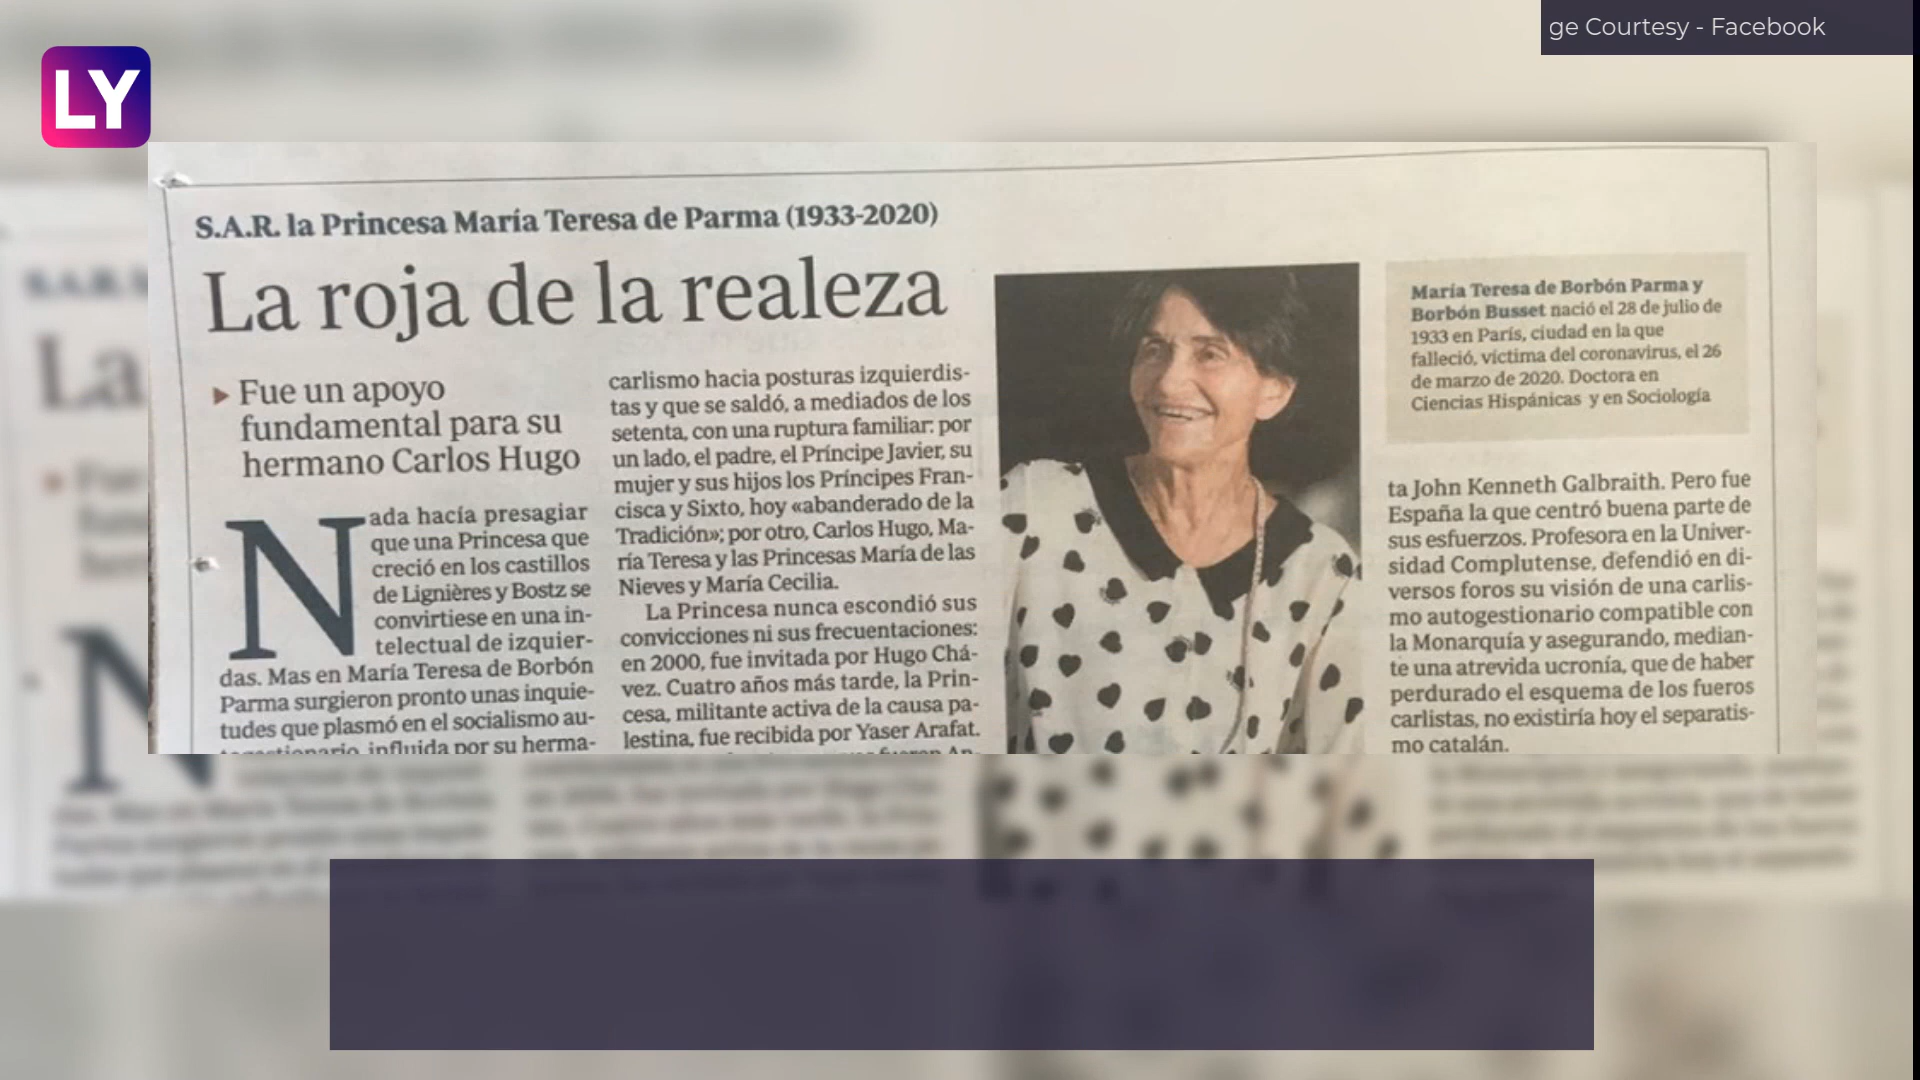 ge Courtesy - Facebook
LY
S.A.R. la Princesa María Teresa de Parma (1933-2020)
La roja de la realeza
Fue un apoyo
fundamental para su
hermano Carlos Hugo
Nada hacía presagiar
que una Princesa que
creció en los castillos
de Lignières y Bostz se
convirtiese en una in-
telectual de izquier-
das. Mas en María Teresa de Borbón
Parma surgieron pronto unas inquie-
tudes que plasmó en el socialismo au-
togestionario, influida por su herma-
carlismo hacia posturas izquierdis-
tas y que se saldó, a mediados de los
setenta, con una ruptura familiar: por
un lado, el padre, el Príncipe Javier, su
mujer y sus hijos los Príncipes Fran-
cisca y Sixto, hoy «abanderado de la
Tradición»; por otro, Carlos Hugo, Ma-
ría Teresa y las Princesas María de las
Nieves y María Cecilia.
La Princesa nunca escondió sus
convicciones ni sus frecuentaciones:
en 2000, fue invitada por Hugo Chá-
vez. Cuatro años más tarde, la Prin-
cesa, militante activa de la causa pa-
lestina, fue recibida por Yaser Arafat.
María Teresa de Borbón Parma y
Borbón Busset nació el 28 de julio de
1933 en París, ciudad en la que
falleció, víctima del coronavirus, el 26
de marzo de 2020. Doctora en
Ciencias Hispánicas y en Sociología
ta John Kenneth Galbraith. Pero fue
España la que centró buena parte de
sus esfuerzos. Profesora en la Univer-
sidad Complutense, defendió en di-
versos foros su visión de una carlis-
mo autogestionario compatible con
la Monarquía y asegurando, median-
te una atrevida ucronía, que de haber
perdurado el esquema de los fueros
carlistas, no existiría hoy el separatis-
mo catalán.